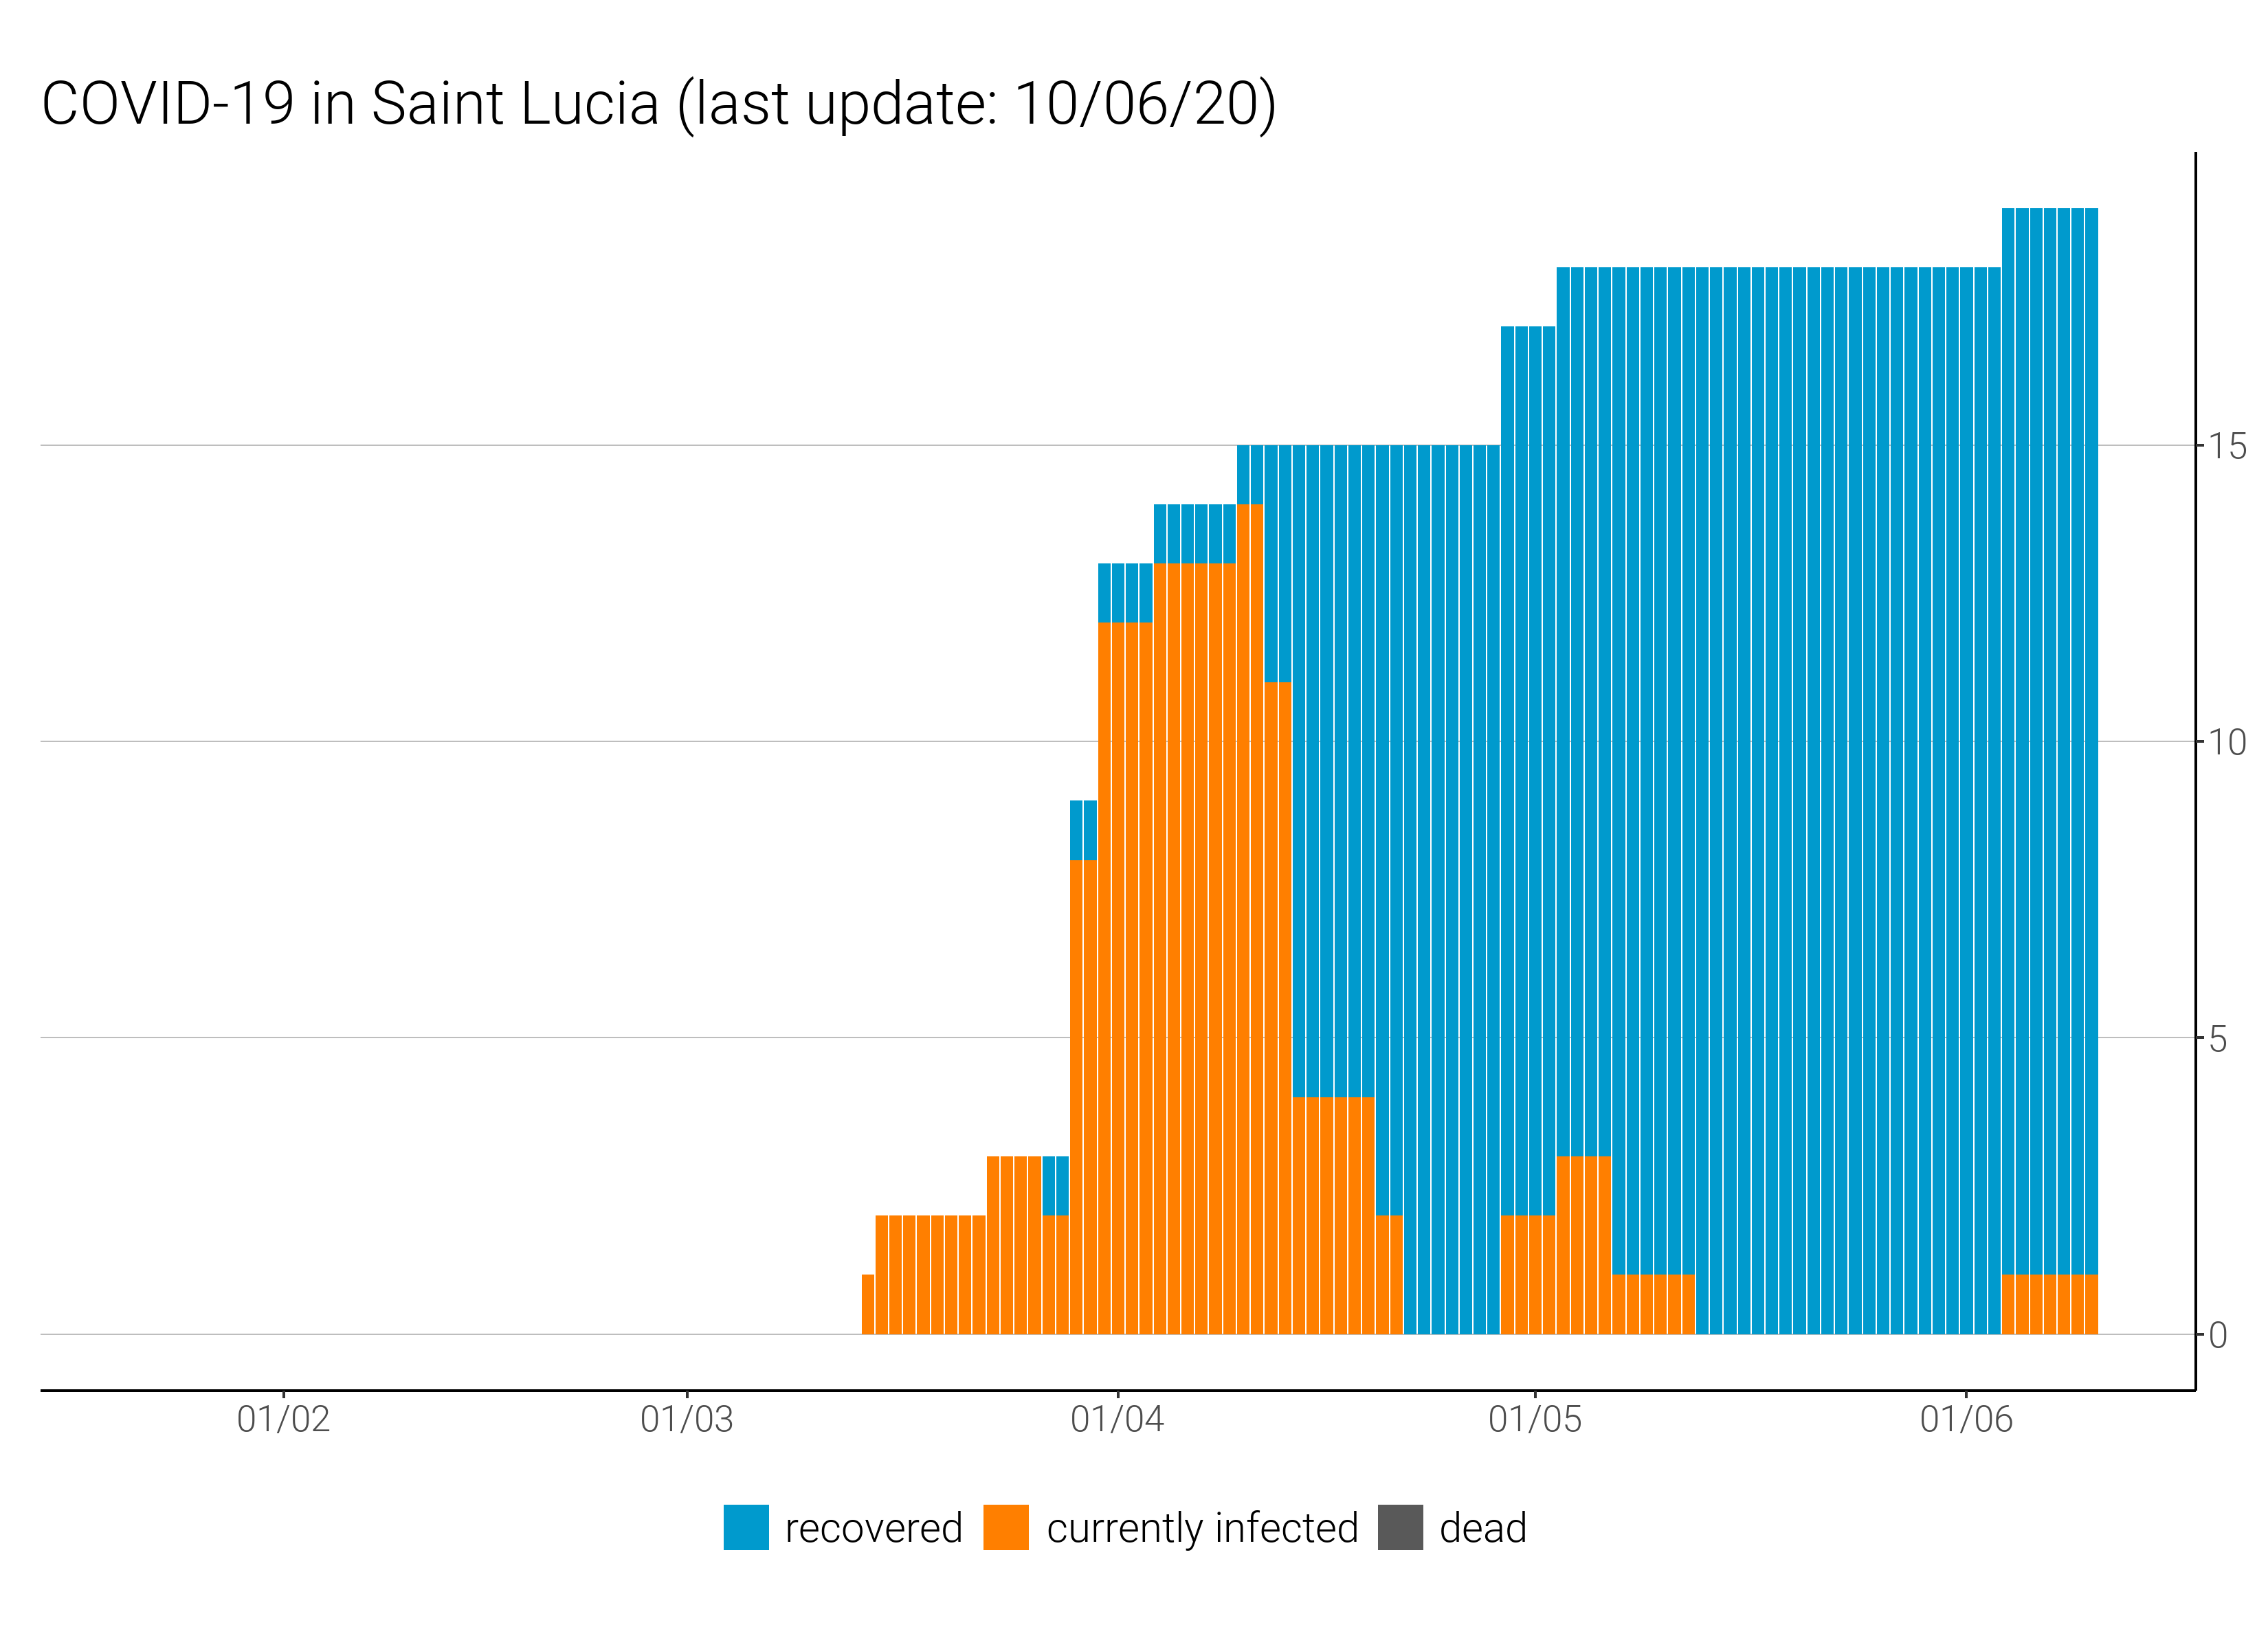 COVID-19 in Saint Lucia (last update: 10/06/20)
15
10
5
0
01/02 01/03 01/04 01/05 01/06
recovered currently infected dead